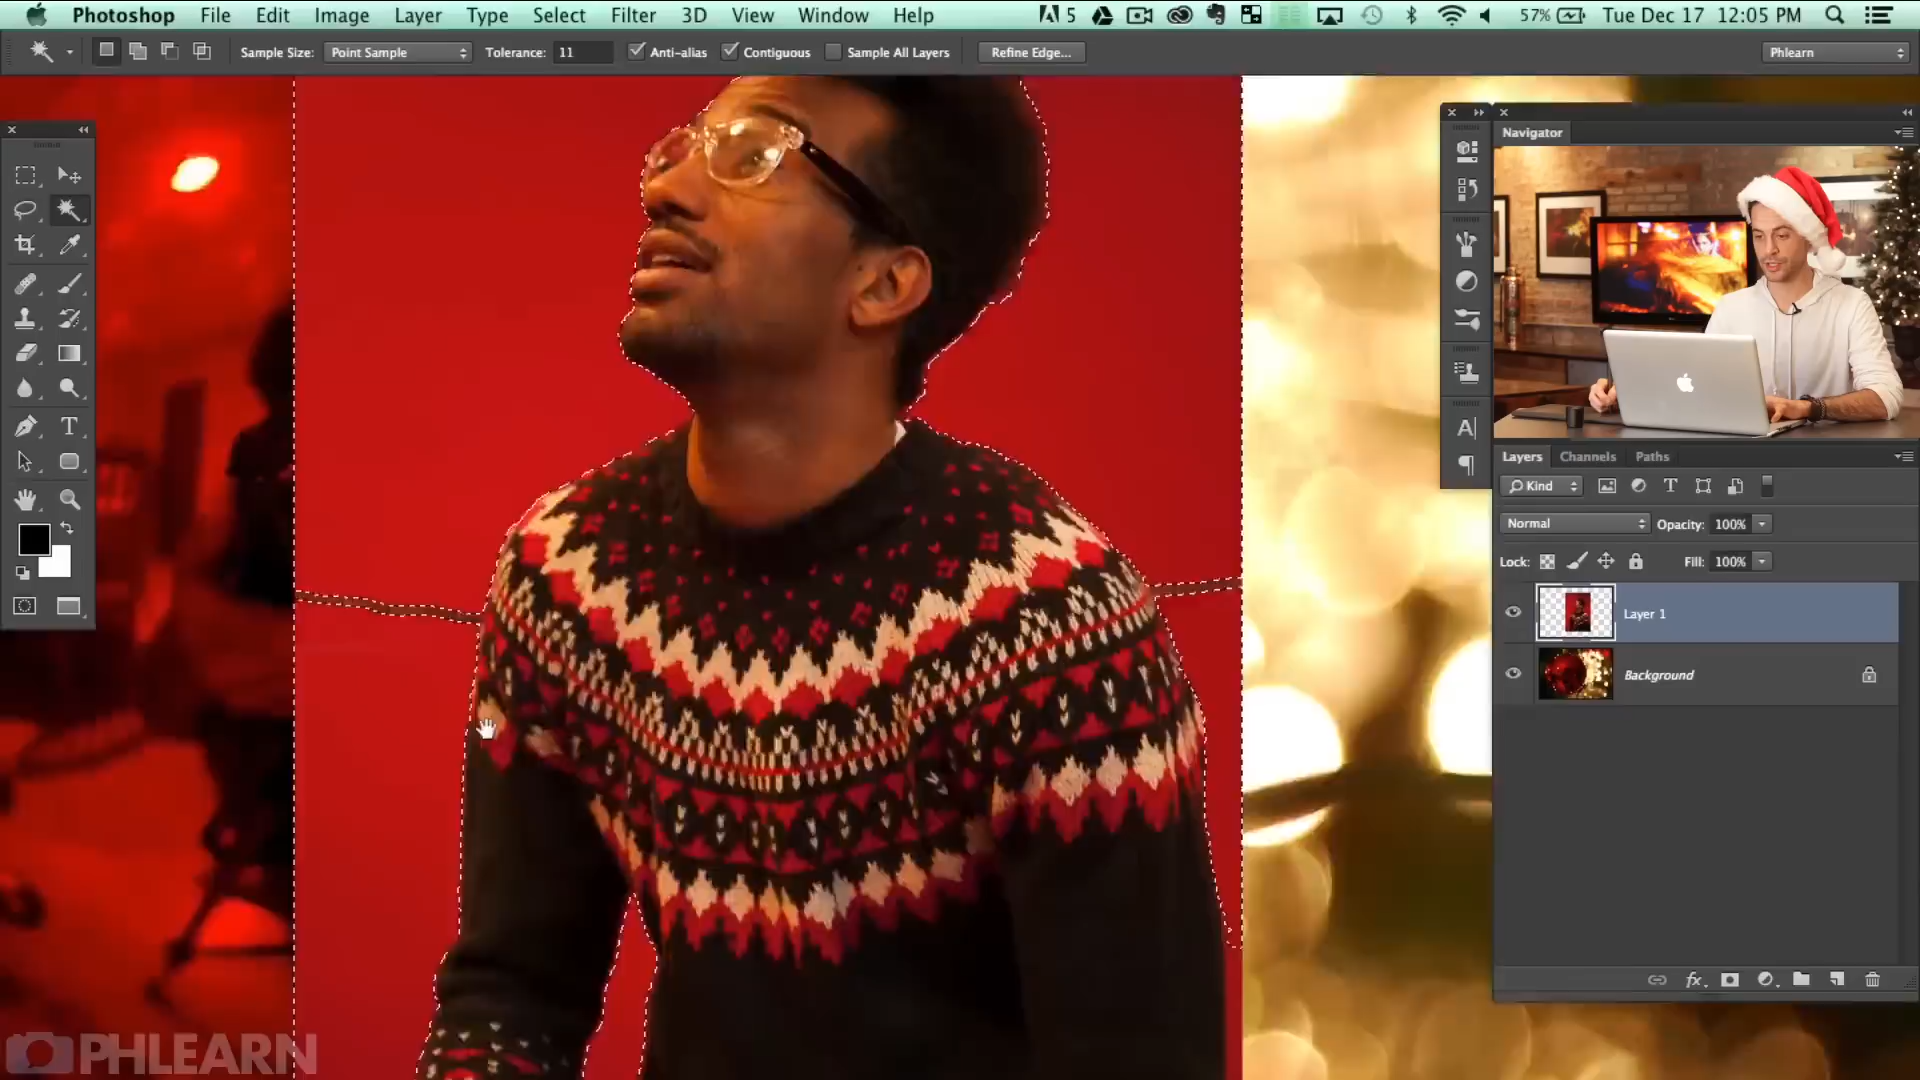 Photoshop File Edit Image Layer Type Select Filter 3D View Window Help 5 57% Tue Dec 17 12:05 PM
Sample Size: Point Sample Tolerance: 11 Anti-alias Contiguous Sample All Layers Refine Edge... Phlearn
Navigator
Layers Channels Paths
Kind
Normal Opacity: 100%
Lock: Fill: 100%
Layer 1
Background
PHLEARN